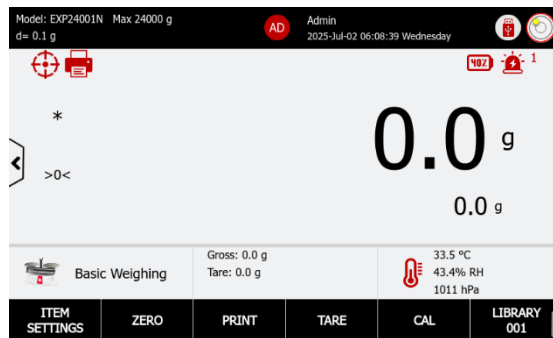 Model: EXP24001N Max 24000 g
d= 0.1 g
AD
Admin
2025-Jul-02 06:08:39 Wednesday
40%
1
*
0.0 g
>0<
0.0 g
Basic Weighing
Gross: 0.0 g
Tare: 0.0 g
33.5 °C
43.4% RH
1011 hPa
ITEM
SETTINGS
ZERO
PRINT
TARE
CAL
LIBRARY
001